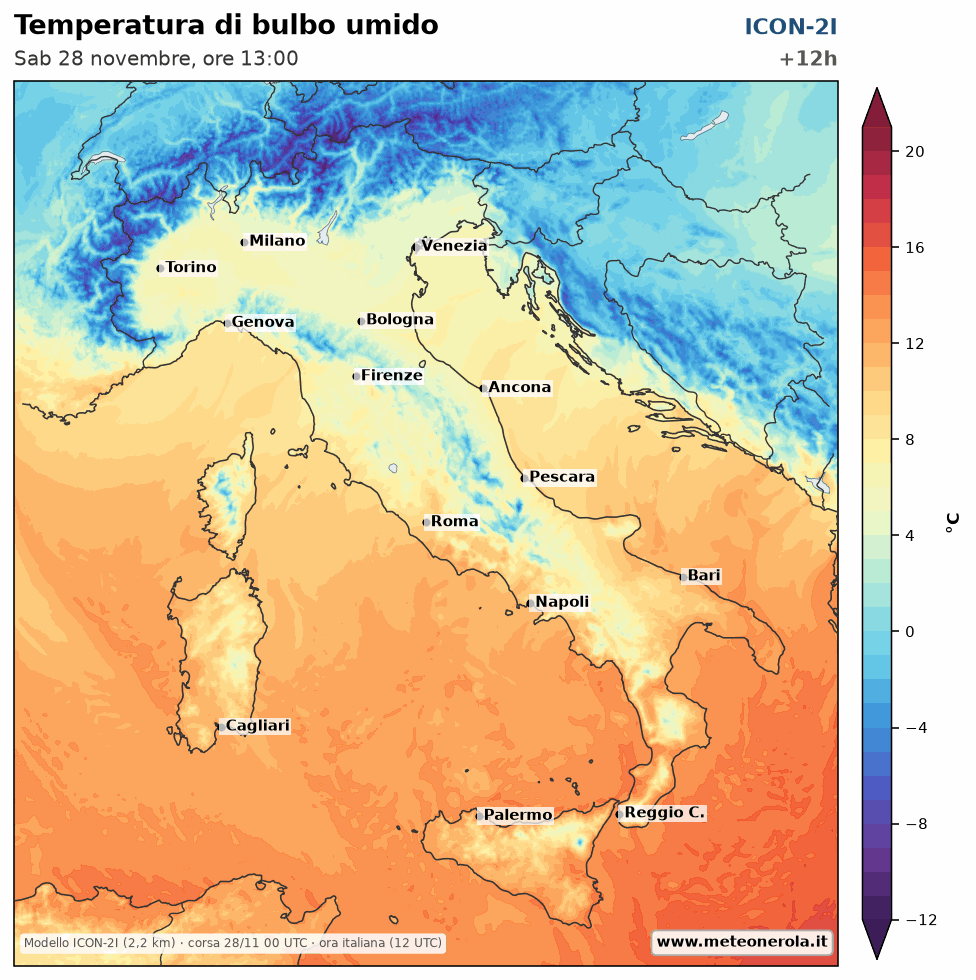 Temperatura di bulbo umido
ICON-2I
Sab 28 novembre, ore 13:00
+12h
Milano
Venezia
Torino
Genova
Bologna
Firenze
Ancona
Pescara
Roma
Bari
Napoli
Cagliari
Palermo
Reggio C.
20
16
12
8
4
0
−4
−8
−12
°C
Modello ICON-2I (2,2 km) · corsa 28/11 00 UTC · ora italiana (12 UTC)
www.meteonerola.it